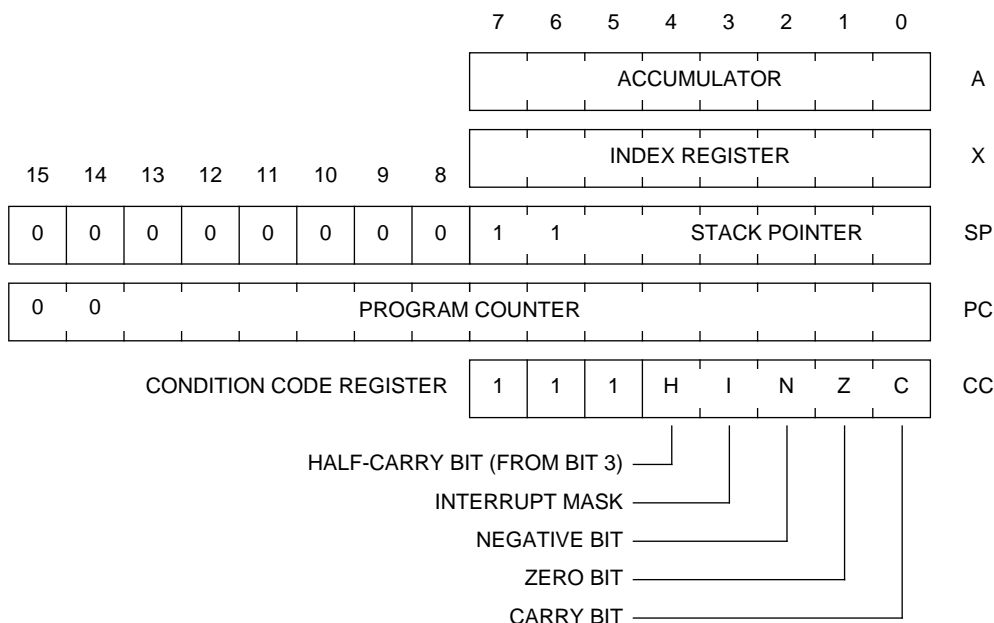 7 6 5 4 3 2 1 0
ACCUMULATOR A
INDEX REGISTER X
15 14 13 12 11 10 9 8
0 0 0 0 0 0 0 0 1 1 STACK POINTER SP
0 0 PROGRAM COUNTER PC
CONDITION CODE REGISTER 1 1 1 H I N Z C CC
HALF-CARRY BIT (FROM BIT 3)
INTERRUPT MASK
NEGATIVE BIT
ZERO BIT
CARRY BIT